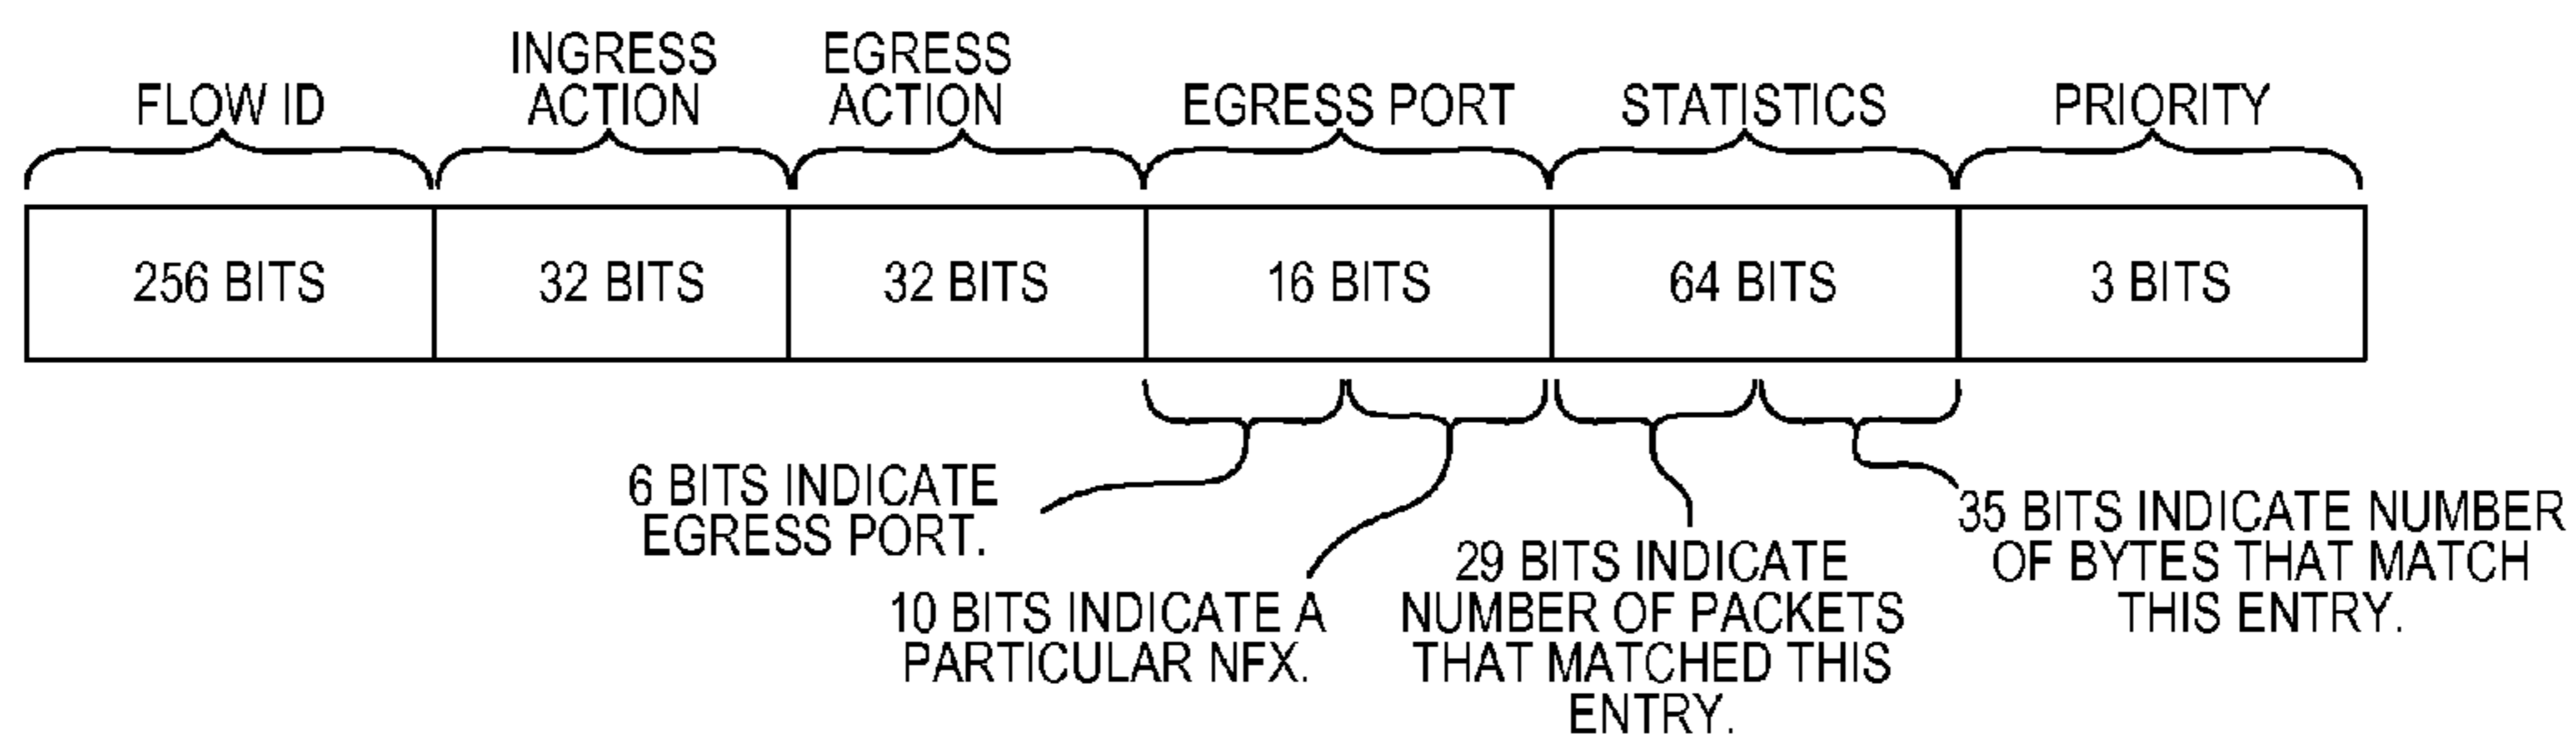 FLOW ID
INGRESS
ACTION
EGRESS
ACTION
EGRESS PORT
STATISTICS
PRIORITY
256 BITS
32 BITS
32 BITS
16 BITS
64 BITS
3 BITS
6 BITS INDICATE
EGRESS PORT.
10 BITS INDICATE A
PARTICULAR NFX.
29 BITS INDICATE
NUMBER OF PACKETS
THAT MATCHED THIS
ENTRY.
35 BITS INDICATE NUMBER
OF BYTES THAT MATCH
THIS ENTRY.